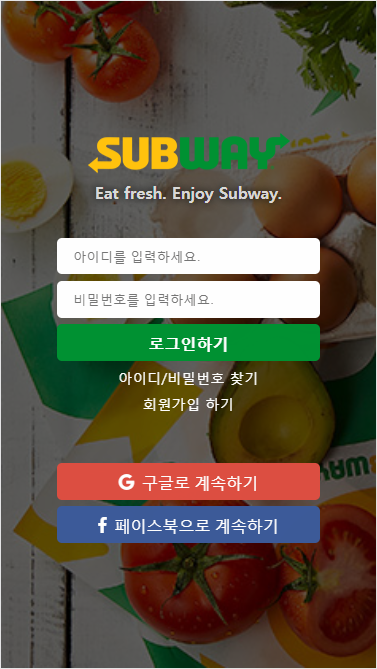 SUBWAY
Eat fresh. Enjoy Subway.
아이디를 입력하세요.
비밀번호를 입력하세요.
로그인하기
아이디/비밀번호 찾기
회원가입 하기
G 구글로 계속하기
f 페이스북으로 계속하기